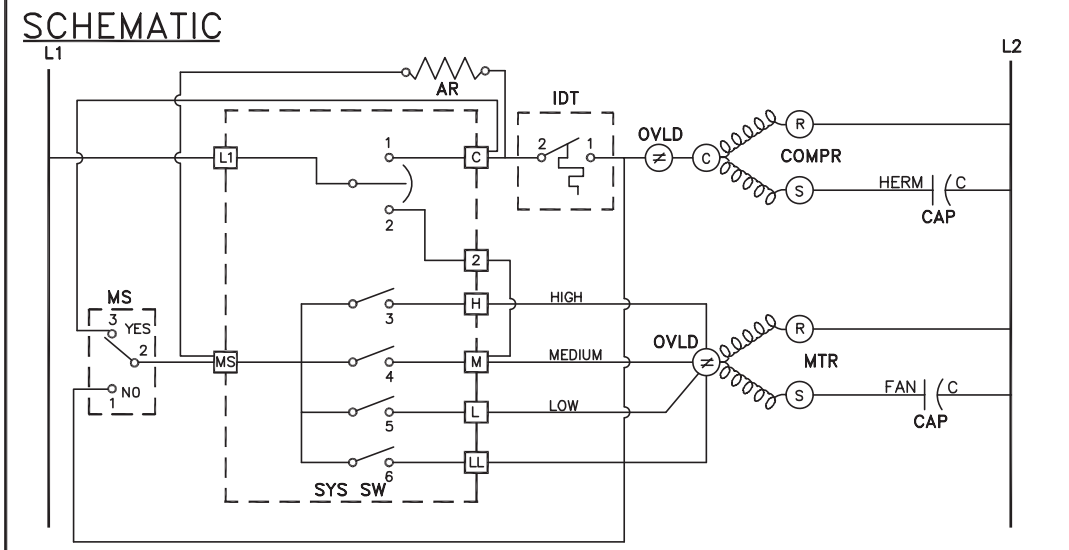 SCHEMATIC
L1
L2
AR
IDT
1
2
1
OVLD
L1
C
≠
C
R
COMPR
S
HERM
C
CAP
2
2
MS
3
YES
2
NO
1
H
HIGH
3
MS
M
MEDIUM
4
OVLD
≠
R
MTR
S
FAN
C
CAP
L
LOW
5
LL
6
SYS SW